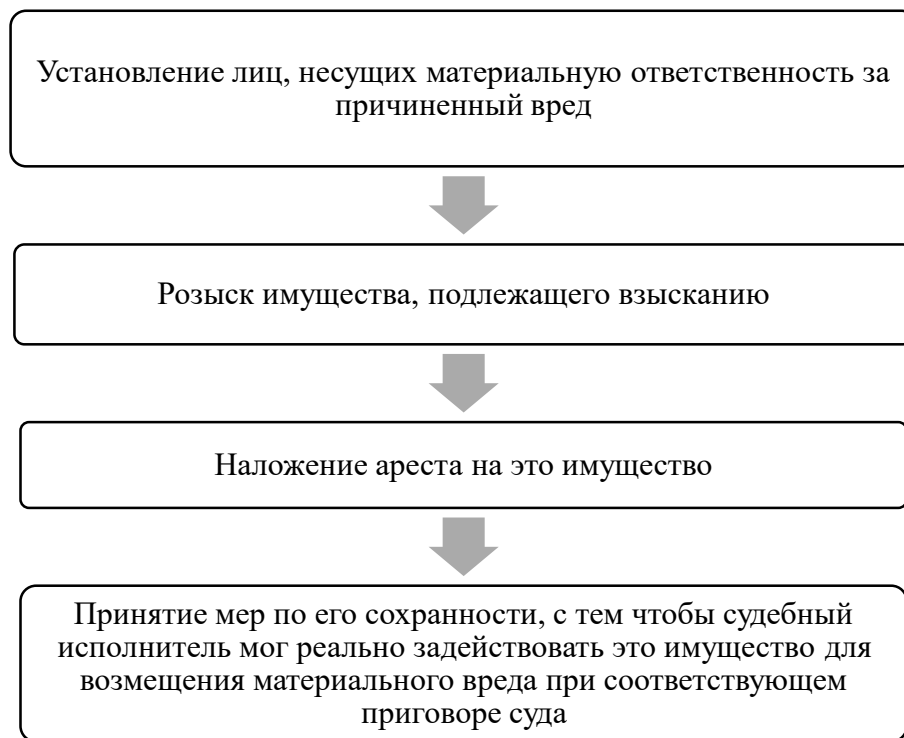 Установление лиц, несущих материальную ответственность за
причиненный вред
Розыск имущества, подлежащего взысканию
Наложение ареста на это имущество
Принятие мер по его сохранности, с тем чтобы судебный
исполнитель мог реально задействовать это имущество для
возмещения материального вреда при соответствующем
приговоре суда